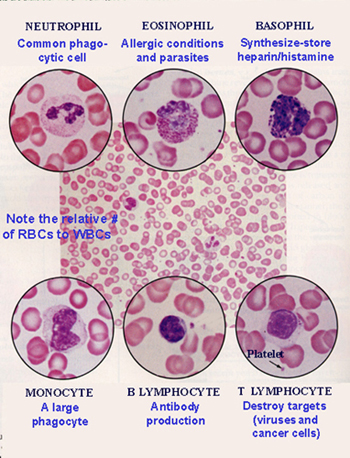 NEUTROPHIL
Common phago-
cytic cell
EOSINOPHIL
Allergic conditions
and parasites
BASOPHIL
Synthesize-store
heparin/histamine
Note the relative #
of RBCs to WBCs
Platelet
MONOCYTE
A large
phagocyte
B LYMPHOCYTE
Antibody
production
T LYMPHOCYTE
Destroy targets
(viruses and
cancer cells)